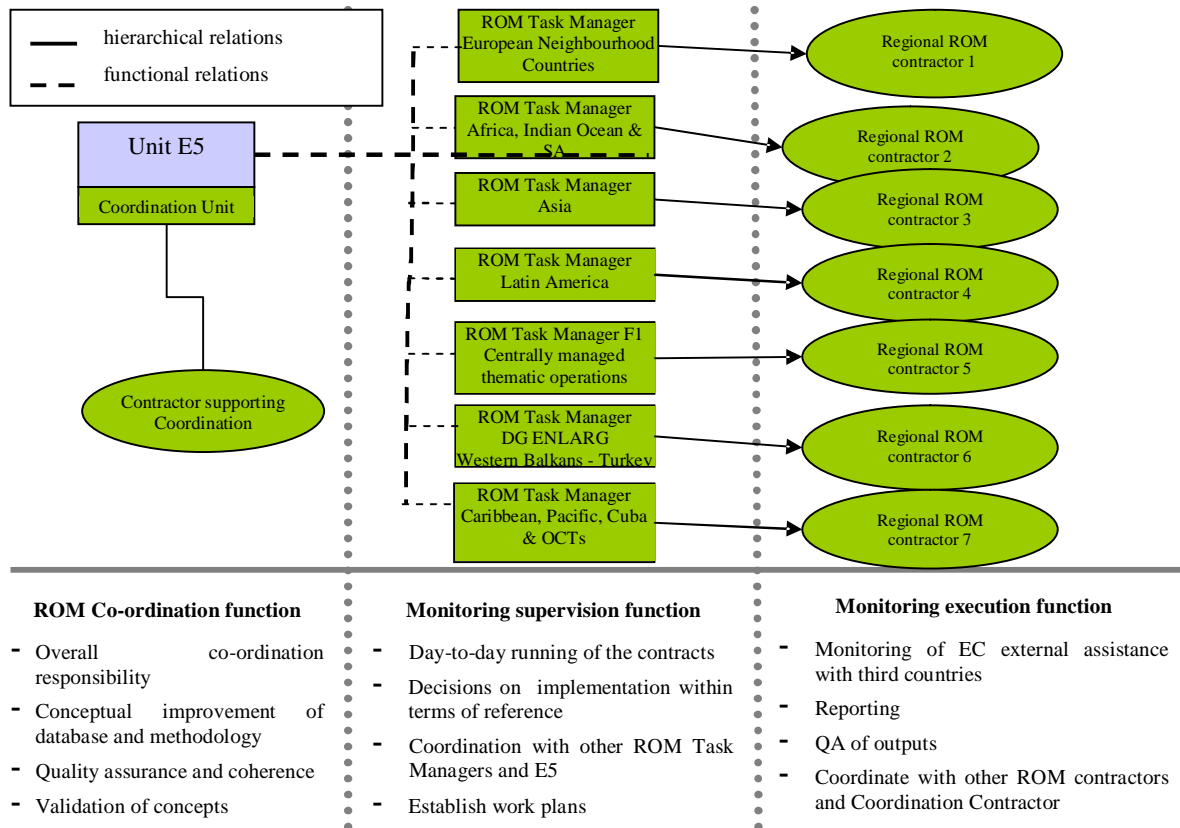 hierarchical relations
functional relations
Unit E5
Coordination Unit
Contractor supporting
Coordination
ROM Task Manager
European Neighbourhood
Countries
ROM Task Manager
Africa, Indian Ocean &
SA
ROM Task Manager
Asia
ROM Task Manager
Latin America
ROM Task Manager F1
Centrally managed
thematic operations
ROM Task Manager
DG ENLARG
Western Balkans - Turkey
ROM Task Manager
Caribbean, Pacific, Cuba
& OCTs
Regional ROM
contractor 1
Regional ROM
contractor 2
Regional ROM
contractor 3
Regional ROM
contractor 4
Regional ROM
contractor 5
Regional ROM
contractor 6
Regional ROM
contractor 7
ROM Co-ordination function
- Overall co-ordination
responsibility
- Conceptual improvement of
database and methodology
- Quality assurance and coherence
- Validation of concepts
Monitoring supervision function
- Day-to-day running of the contracts
- Decisions on implementation within
terms of reference
- Coordination with other ROM Task
Managers and E5
- Establish work plans
Monitoring execution function
- Monitoring of EC external assistance
with third countries
- Reporting
- QA of outputs
- Coordinate with other ROM contractors
and Coordination Contractor